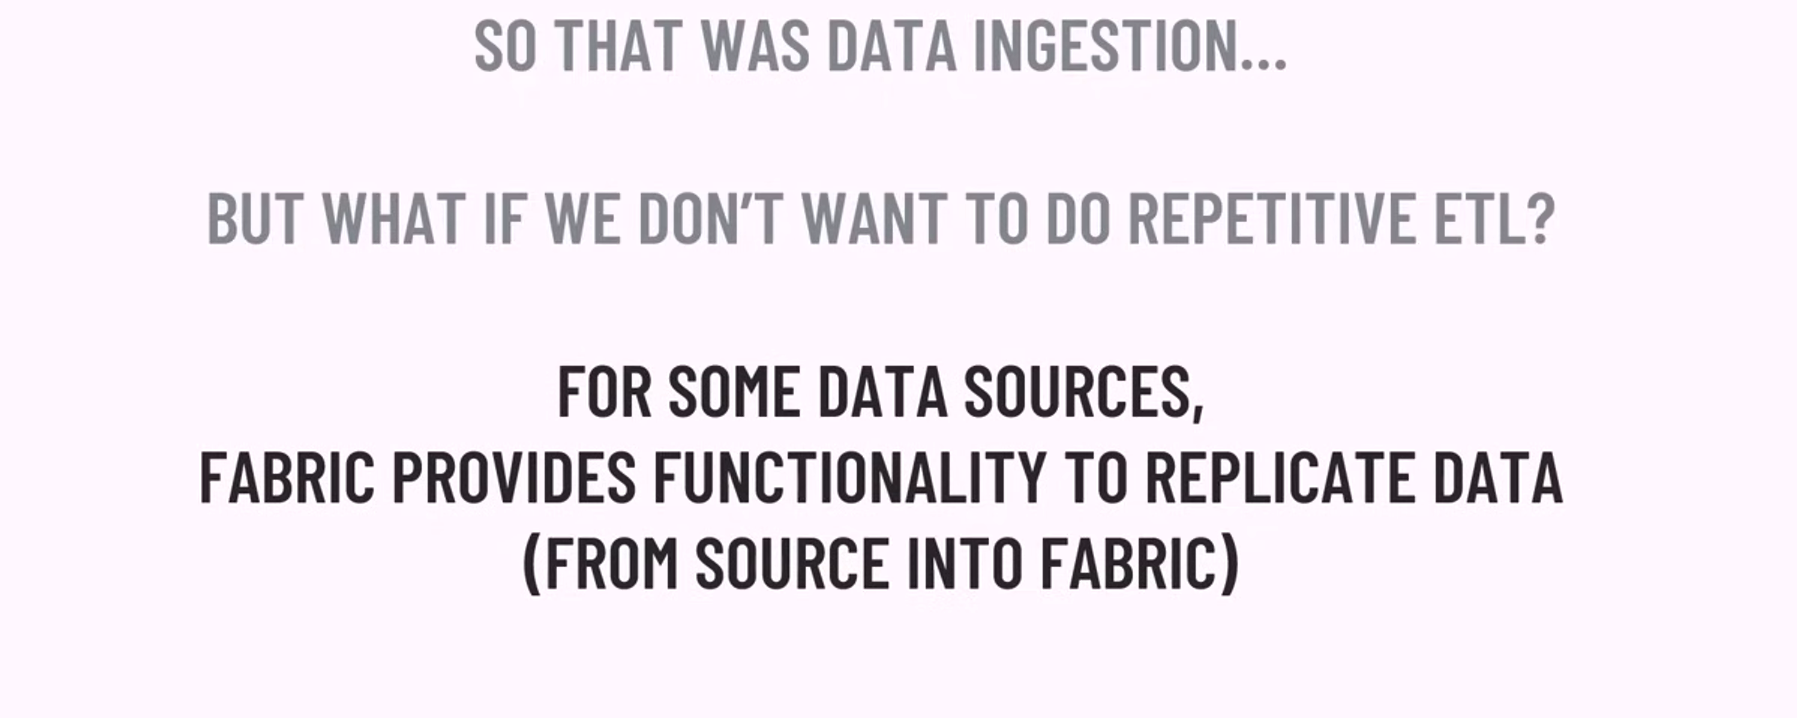 SO THAT WAS DATA INGESTION...
BUT WHAT IF WE DON’T WANT TO DO REPETITIVE ETL?
FOR SOME DATA SOURCES,
FABRIC PROVIDES FUNCTIONALITY TO REPLICATE DATA
(FROM SOURCE INTO FABRIC)